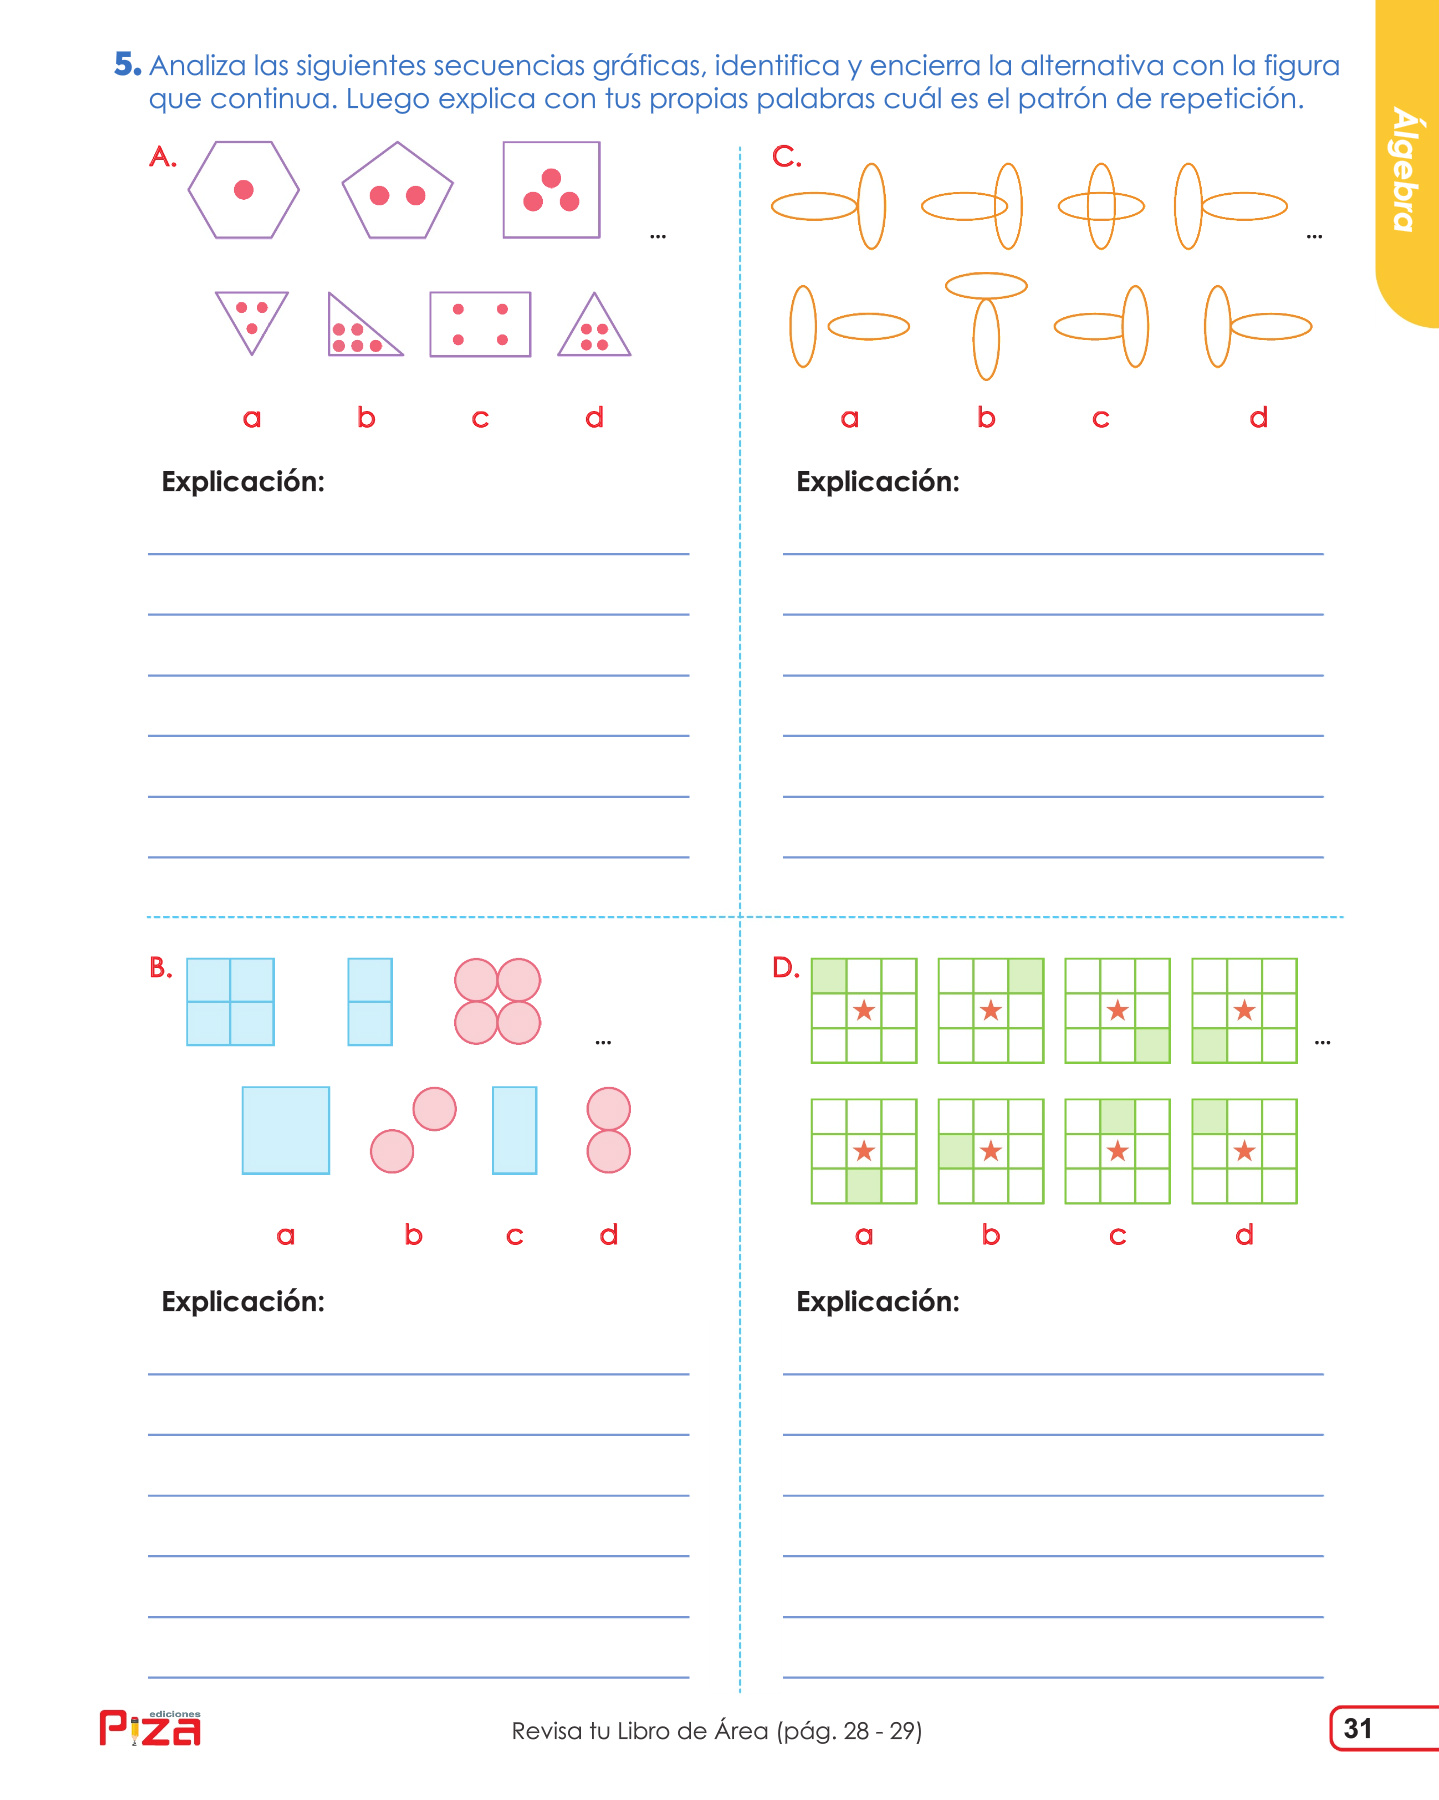 5. Analiza las siguientes secuencias gráficas, identifica y encierra la alternativa con la figura
que continua. Luego explica con tus propias palabras cuál es el patrón de repetición.
Álgebra
A.
...
a b c d
Explicación:
C.
...
a b c d
Explicación:
B.
...
a b c d
Explicación:
D.
...
a b c d
Explicación:
ediciones
Piza
Revisa tu Libro de Área (pág. 28 - 29)
31